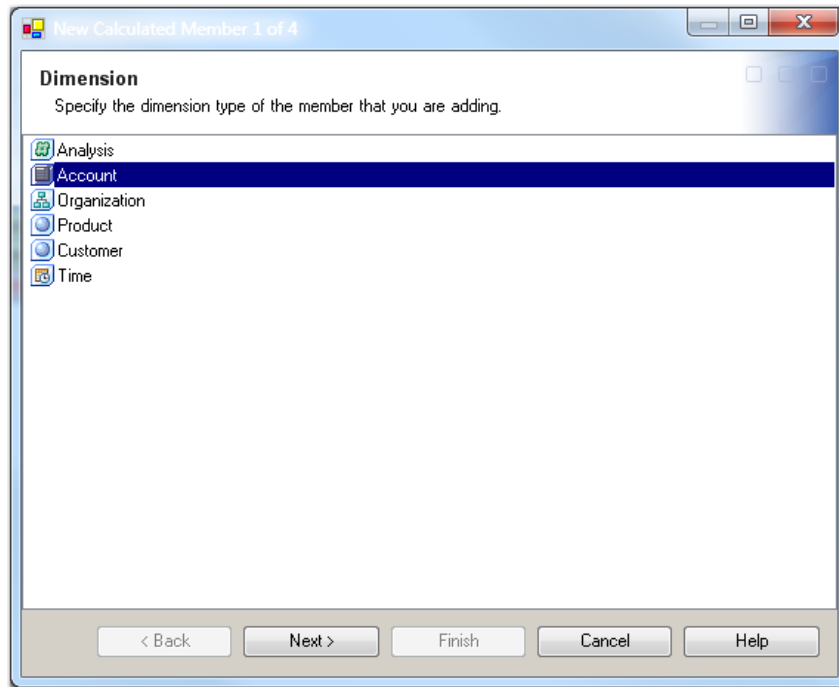 New Calculated Member 1 of 4
Dimension
Specify the dimension type of the member that you are adding.
Analysis
Account
Organization
Product
Customer
Time
< Back Next > Finish Cancel Help